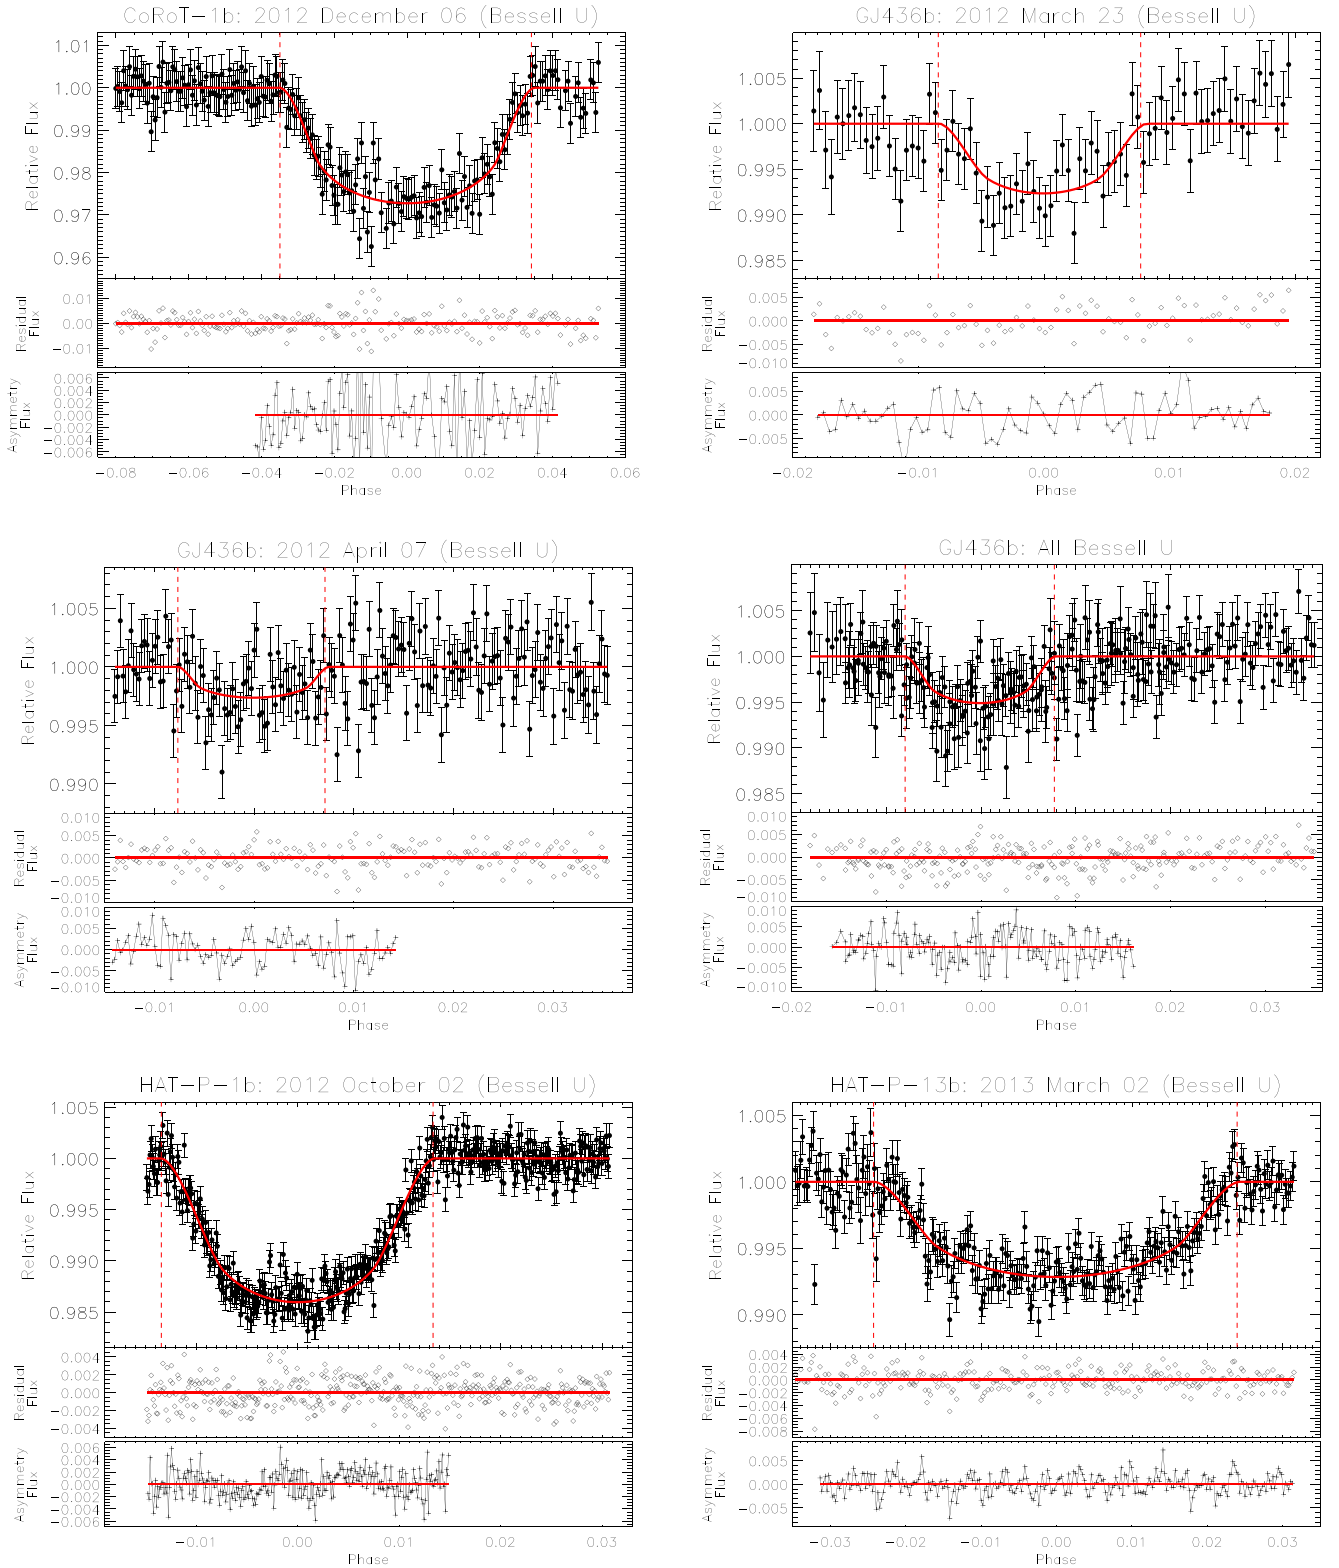 CoRoT-1b: 2012 December 06 (Bessell U)
1.01
1.00
0.99
0.98
0.97
0.96
Relative Flux
0.01
0.00
-0.01
Residual
Flux
0.006
0.004
0.002
0.000
-0.002
-0.004
-0.006
Asymmetry
Flux
-0.08 -0.06 -0.04 -0.02 0.00 0.02 0.04 0.06
Phase
GJ436b: 2012 March 23 (Bessell U)
1.005
1.000
0.995
0.990
0.985
Relative Flux
0.005
0.000
-0.005
-0.010
Residual
Flux
0.005
0.000
-0.005
Asymmetry
Flux
-0.02 -0.01 0.00 0.01 0.02
Phase
GJ436b: 2012 April 07 (Bessell U)
1.005
1.000
0.995
0.990
Relative Flux
0.010
0.005
0.000
-0.005
-0.010
Residual
Flux
0.010
0.005
0.000
-0.005
-0.010
Asymmetry
Flux
-0.01 0.00 0.01 0.02 0.03
Phase
GJ436b: All Bessell U
1.005
1.000
0.995
0.990
0.985
Relative Flux
0.010
0.005
0.000
-0.005
-0.010
Residual
Flux
0.010
0.005
0.000
-0.005
-0.010
Asymmetry
Flux
-0.02 -0.01 0.00 0.01 0.02 0.03
Phase
HAT-P-1b: 2012 October 02 (Bessell U)
1.005
1.000
0.995
0.990
0.985
Relative Flux
0.004
0.002
0.000
-0.002
-0.004
Residual
Flux
0.006
0.004
0.002
0.000
-0.002
-0.004
-0.006
Asymmetry
Flux
-0.01 0.00 0.01 0.02 0.03
Phase
HAT-P-13b: 2013 March 02 (Bessell U)
1.005
1.000
0.995
0.990
Relative Flux
0.004
0.002
0.000
-0.002
-0.004
-0.006
-0.008
Residual
Flux
0.005
0.000
-0.005
Asymmetry
Flux
-0.03 -0.02 -0.01 0.00 0.01 0.02 0.03
Phase